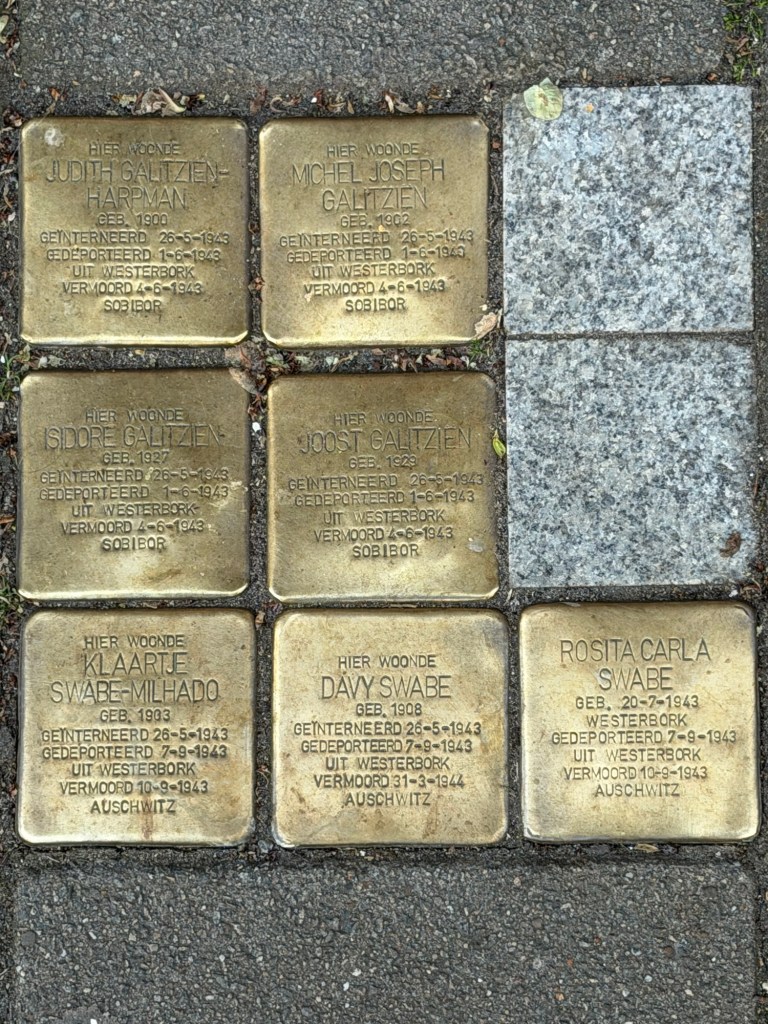 HIER WOONDE
JUDITH GALITZIEN-
HARPMAN
GEB. 1900
GEÏNTERNEERD 26-5-1943
GEDEPORTEERD 1-6-1943
UIT WESTERBORK
VERMOORD 4-6-1943
SOBIBOR
HIER WOONDE
MICHEL JOSEPH
GALITZIEN
GEB. 1902
GEÏNTERNEERD 26-5-1943
GEDEPORTEERD 1-6-1943
UIT WESTERBORK
VERMOORD 4-6-1943
SOBIBOR
HIER WOONDE
ISIDORE GALITZIEN
GEB. 1927
GEÏNTERNEERD 26-5-1943
GEDEPORTEERD 1-6-1943
UIT WESTERBORK
VERMOORD 4-6-1943
SOBIBOR
HIER WOONDE
JOOST GALITZIEN
GEB. 1929
GEÏNTERNEERD 26-5-1943
GEDEPORTEERD 1-6-1943
UIT WESTERBORK
VERMOORD 4-6-1943
SOBIBOR
HIER WOONDE
KLAARTJE
SWABE-MILHADO
GEB. 1903
GEÏNTERNEERD 26-5-1943
GEDEPORTEERD 7-9-1943
UIT WESTERBORK
VERMOORD 10-9-1943
AUSCHWITZ
HIER WOONDE
DAVY SWABE
GEB. 1908
GEÏNTERNEERD 26-5-1943
GEDEPORTEERD 7-9-1943
UIT WESTERBORK
VERMOORD 31-3-1944
AUSCHWITZ
ROSITA CARLA
SWABE
GEB. 20-7-1943
WESTERBORK
GEDEPORTEERD 7-9-1943
UIT WESTERBORK
VERMOORD 10-9-1943
AUSCHWITZ